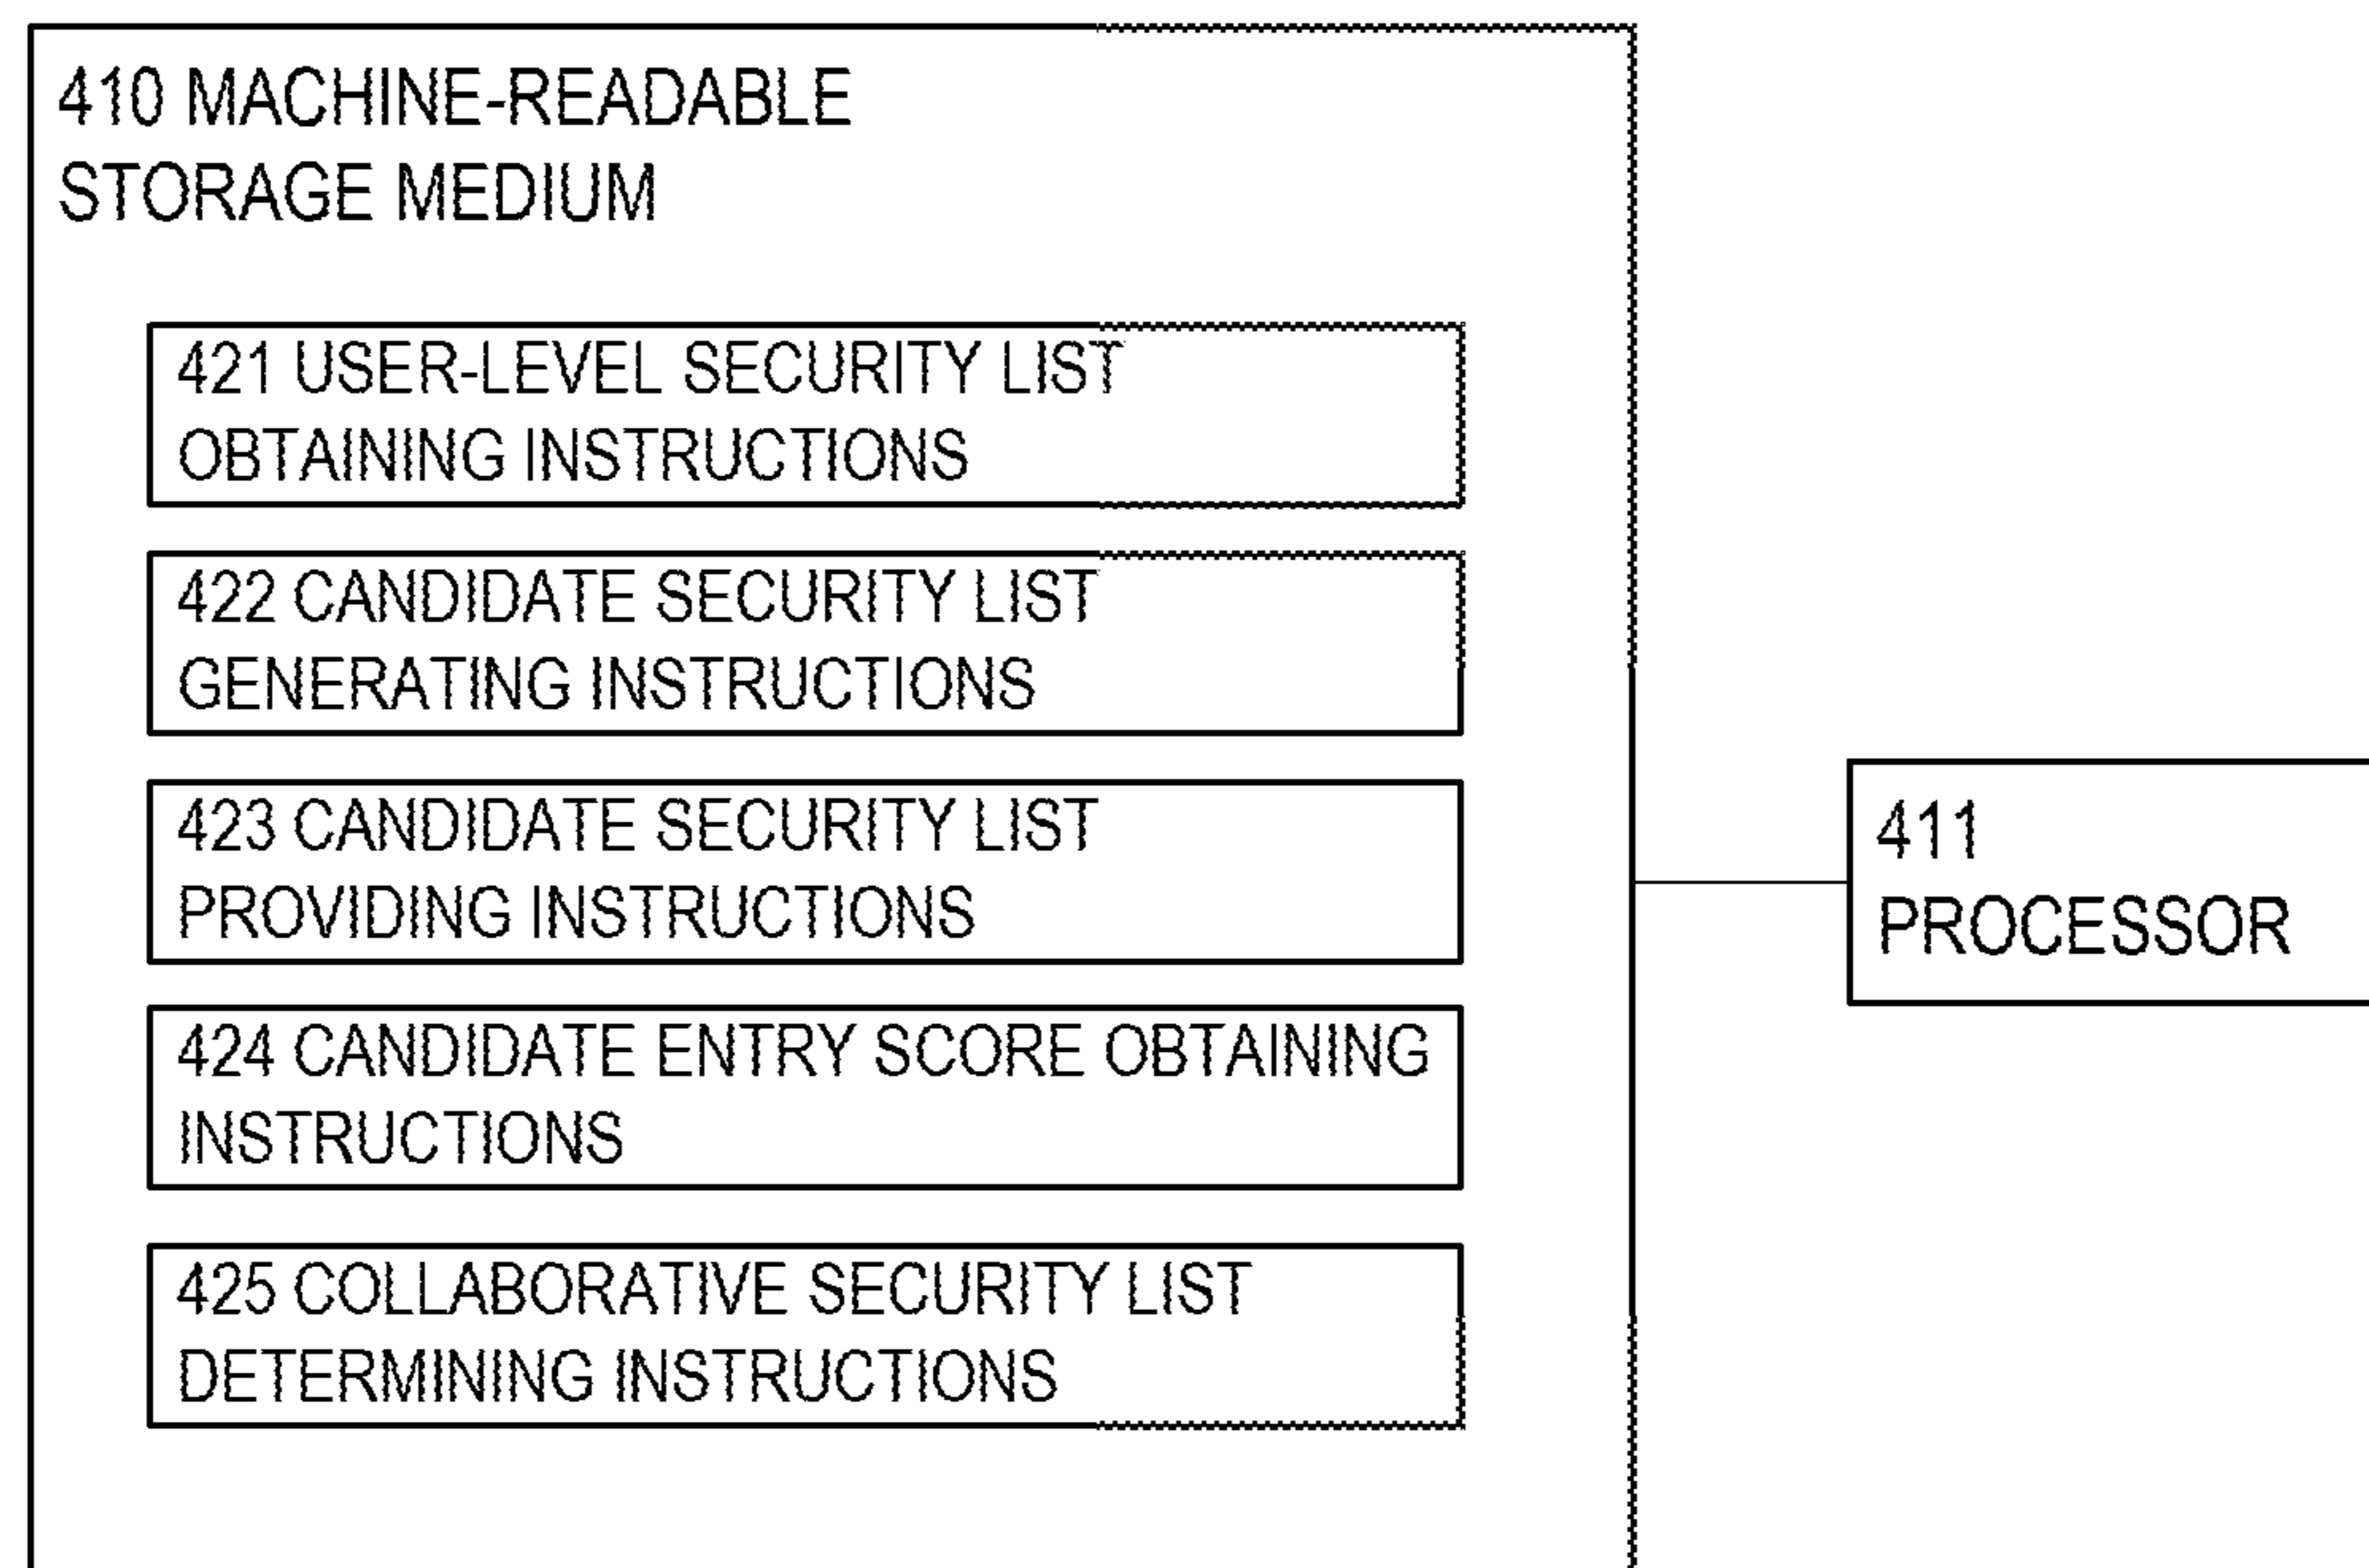 410 MACHINE-READABLE
STORAGE MEDIUM
421 USER-LEVEL SECURITY LIST
OBTAINING INSTRUCTIONS
422 CANDIDATE SECURITY LIST
GENERATING INSTRUCTIONS
423 CANDIDATE SECURITY LIST
PROVIDING INSTRUCTIONS
424 CANDIDATE ENTRY SCORE OBTAINING
INSTRUCTIONS
425 COLLABORATIVE SECURITY LIST
DETERMINING INSTRUCTIONS
411
PROCESSOR